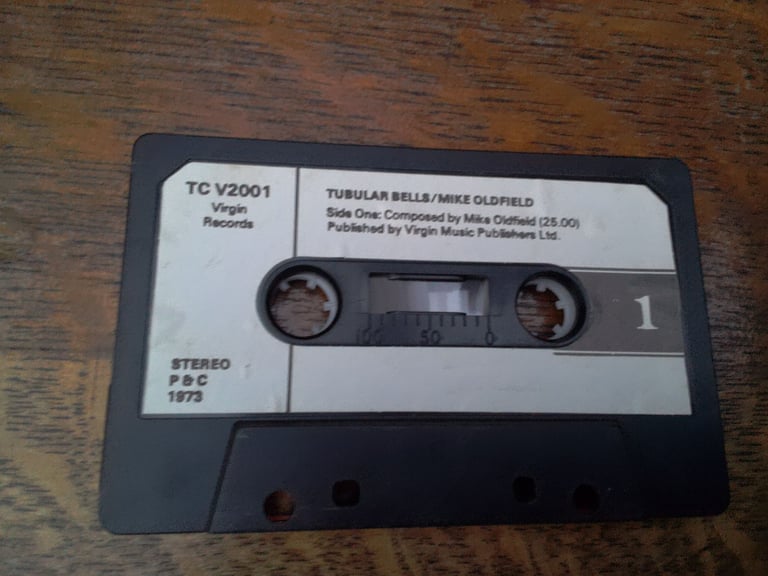 TC V2001
Virgin
Records
TUBULAR BELLS/MIKE OLDFIELD
Side One: Composed by Mike Oldfield (25.00)
Published by Virgin Music Publishers Ltd.
1
100 50 0
STEREO
P & C
1973